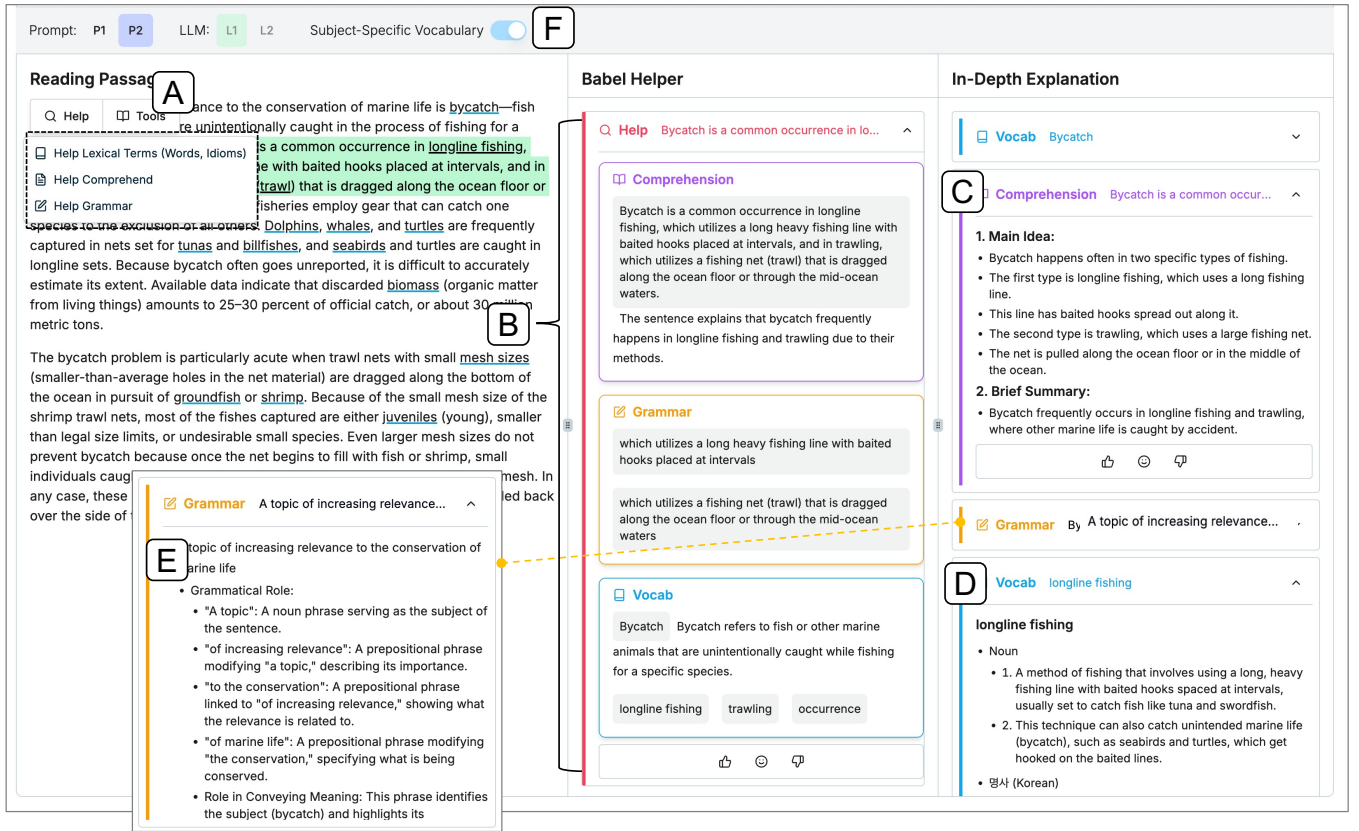 Prompt: P1 P2 LLM: L1 L2 Subject-Specific Vocabulary F
Reading Passag
A
Help Tools
ance to the conservation of marine life is bycatch—fish
re unintentionally caught in the process of fishing for a
s a common occurrence in longline fishing,
e with baited hooks placed at intervals, and in
(trawl) that is dragged along the ocean floor or
fisheries employ gear that can catch one
Help Lexical Terms (Words, Idioms)
Help Comprehend
Help Grammar
species to the exclusion of all others. Dolphins, whales, and turtles are frequently
captured in nets set for tunas and billfishes, and seabirds and turtles are caught in
longline sets. Because bycatch often goes unreported, it is difficult to accurately
estimate its extent. Available data indicate that discarded biomass (organic matter
from living things) amounts to 25–30 percent of official catch, or about 30 million
metric tons.
The bycatch problem is particularly acute when trawl nets with small mesh sizes
(smaller-than-average holes in the net material) are dragged along the bottom of
the ocean in pursuit of groundfish or shrimp. Because of the small mesh size of the
shrimp trawl nets, most of the fishes captured are either juveniles (young), smaller
than legal size limits, or undesirable small species. Even larger mesh sizes do not
prevent bycatch because once the net begins to fill with fish or shrimp, small
individuals caug mesh. In
any case, these led back
over the side of t
Grammar A topic of increasing relevance...
E
topic of increasing relevance to the conservation of
arine life
• Grammatical Role:
• "A topic": A noun phrase serving as the subject of
the sentence.
• "of increasing relevance": A prepositional phrase
modifying "a topic," describing its importance.
• "to the conservation": A prepositional phrase
linked to "of increasing relevance," showing what
the relevance is related to.
• "of marine life": A prepositional phrase modifying
"the conservation," specifying what is being
conserved.
• Role in Conveying Meaning: This phrase identifies
the subject (bycatch) and highlights its
B
Babel Helper
Help Bycatch is a common occurrence in lo...
Comprehension
Bycatch is a common occurrence in longline
fishing, which utilizes a long heavy fishing line with
baited hooks placed at intervals, and in trawling,
which utilizes a fishing net (trawl) that is dragged
along the ocean floor or through the mid-ocean
waters.
The sentence explains that bycatch frequently
happens in longline fishing and trawling due to their
methods.
Grammar
which utilizes a long heavy fishing line with baited
hooks placed at intervals
which utilizes a fishing net (trawl) that is dragged
along the ocean floor or through the mid-ocean
waters
Vocab
Bycatch Bycatch refers to fish or other marine
animals that are unintentionally caught while fishing
for a specific species.
longline fishing trawling occurrence
In-Depth Explanation
Vocab Bycatch
C
Comprehension Bycatch is a common occur...
1. Main Idea:
• Bycatch happens often in two specific types of fishing.
• The first type is longline fishing, which uses a long fishing
line.
• This line has baited hooks spread out along it.
• The second type is trawling, which uses a large fishing net.
• The net is pulled along the ocean floor or in the middle of
the ocean.
2. Brief Summary:
• Bycatch frequently occurs in longline fishing and trawling,
where other marine life is caught by accident.
Grammar By A topic of increasing relevance...
D
Vocab longline fishing
longline fishing
• Noun
• 1. A method of fishing that involves using a long, heavy
fishing line with baited hooks spaced at intervals,
usually set to catch fish like tuna and swordfish.
• 2. This technique can also catch unintended marine life
(bycatch), such as seabirds and turtles, which get
hooked on the baited lines.
• 명사 (Korean)